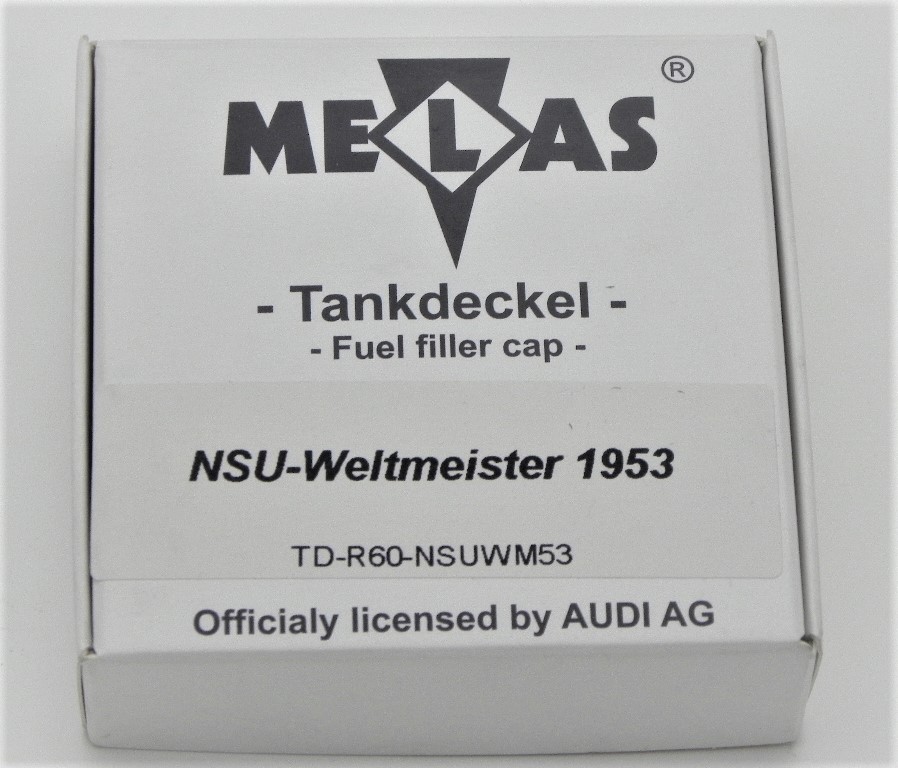 MELAS ®
- Tankdeckel -
- Fuel filler cap -
NSU-Weltmeister 1953
TD-R60-NSUWM53
Officialy licensed by AUDI AG